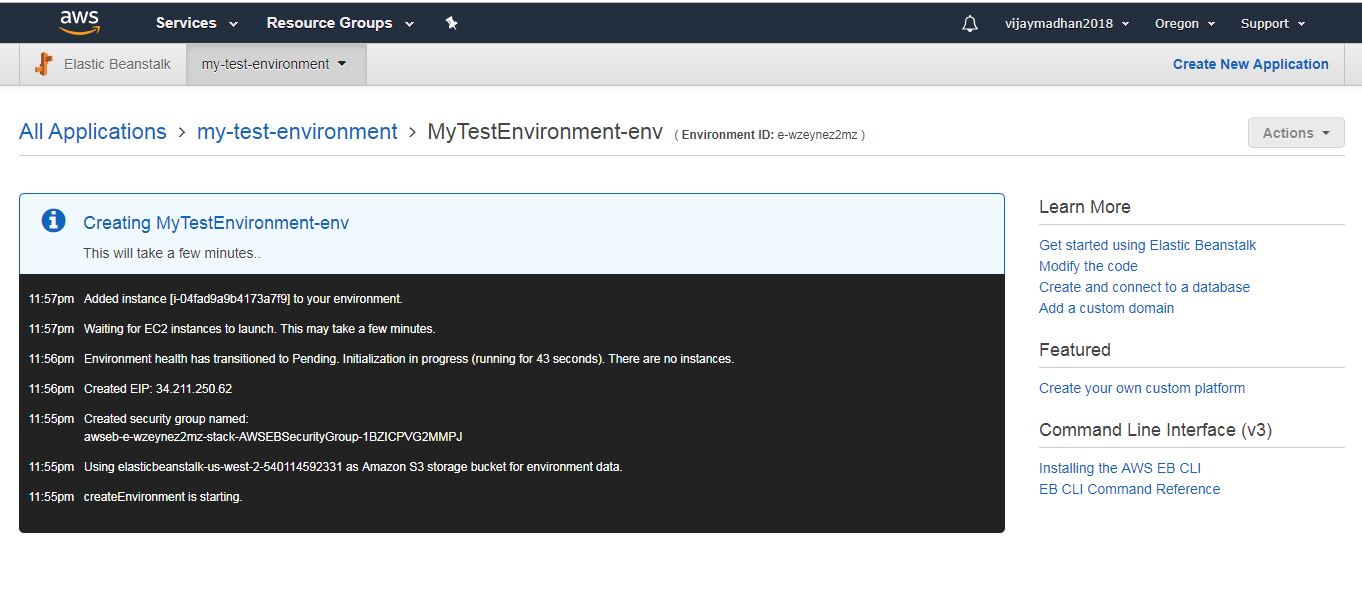 aws Services Resource Groups vijaymadhan2018 Oregon Support
Elastic Beanstalk my-test-environment Create New Application
All Applications > my-test-environment > MyTestEnvironment-env ( Environment ID: e-wzeynez2mz ) Actions
Creating MyTestEnvironment-env
This will take a few minutes..
11:57pm Added instance [i-04fad9a9b4173a7f9] to your environment.
11:57pm Waiting for EC2 instances to launch. This may take a few minutes.
11:56pm Environment health has transitioned to Pending. Initialization in progress (running for 43 seconds). There are no instances.
11:56pm Created EIP: 34.211.250.62
11:55pm Created security group named:
awseb-e-wzeynez2mz-stack-AWSEBSecurityGroup-1BZICPVG2MMPJ
11:55pm Using elasticbeanstalk-us-west-2-540114592331 as Amazon S3 storage bucket for environment data.
11:55pm createEnvironment is starting.
Learn More
Get started using Elastic Beanstalk
Modify the code
Create and connect to a database
Add a custom domain
Featured
Create your own custom platform
Command Line Interface (v3)
Installing the AWS EB CLI
EB CLI Command Reference